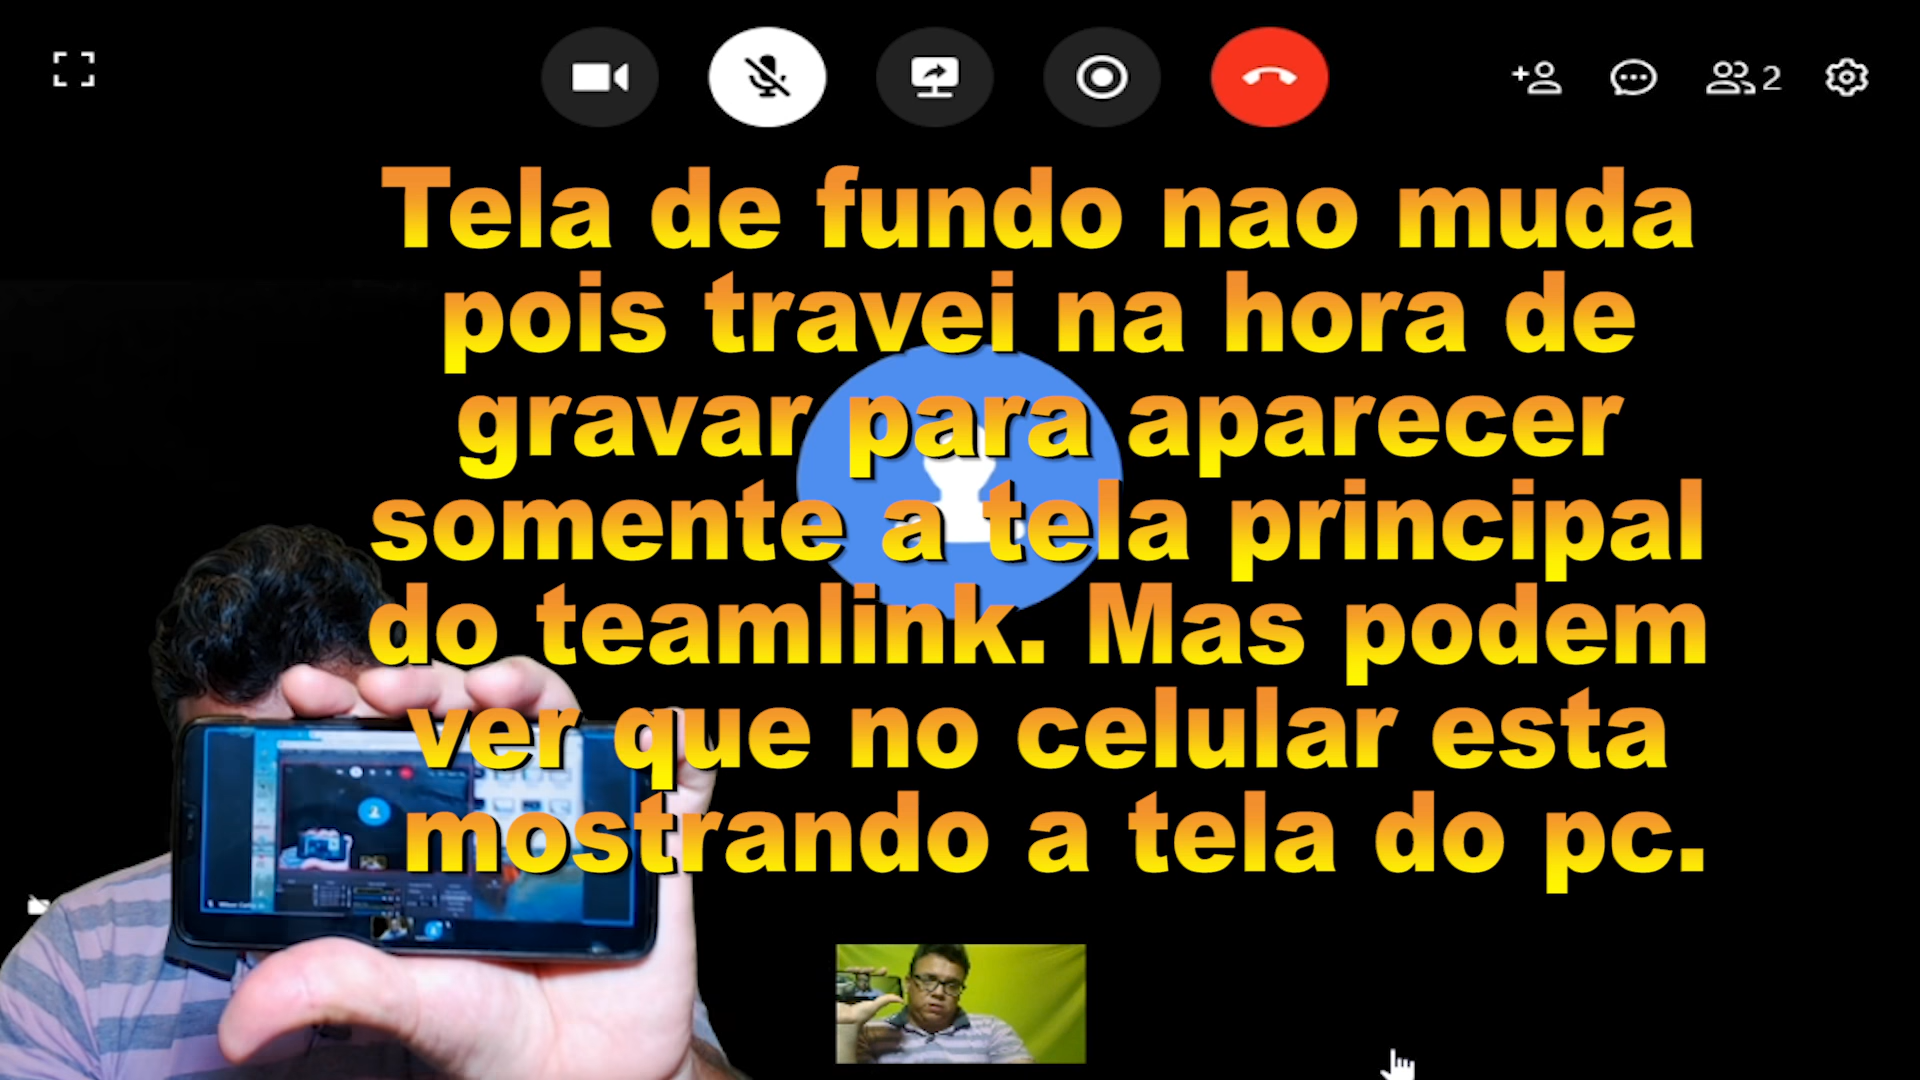 2
Tela de fundo nao muda
pois travei na hora de
gravar para aparecer
somente a tela principal
do teamlink. Mas podem
ver que no celular esta
mostrando a tela do pc.